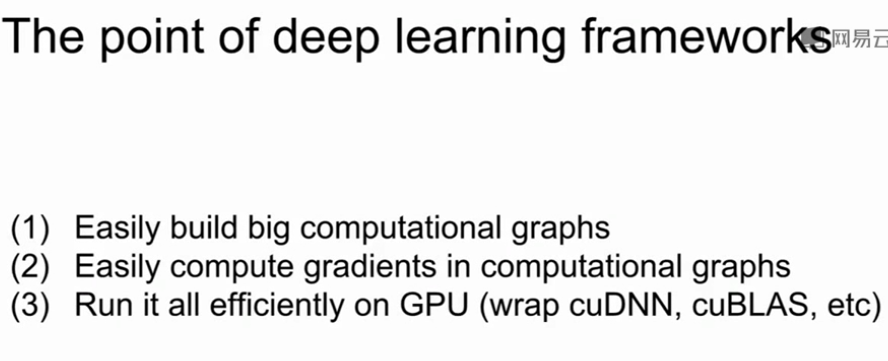 The point of deep learning frameworks
网易云
(1) Easily build big computational graphs
(2) Easily compute gradients in computational graphs
(3) Run it all efficiently on GPU (wrap cuDNN, cuBLAS, etc)